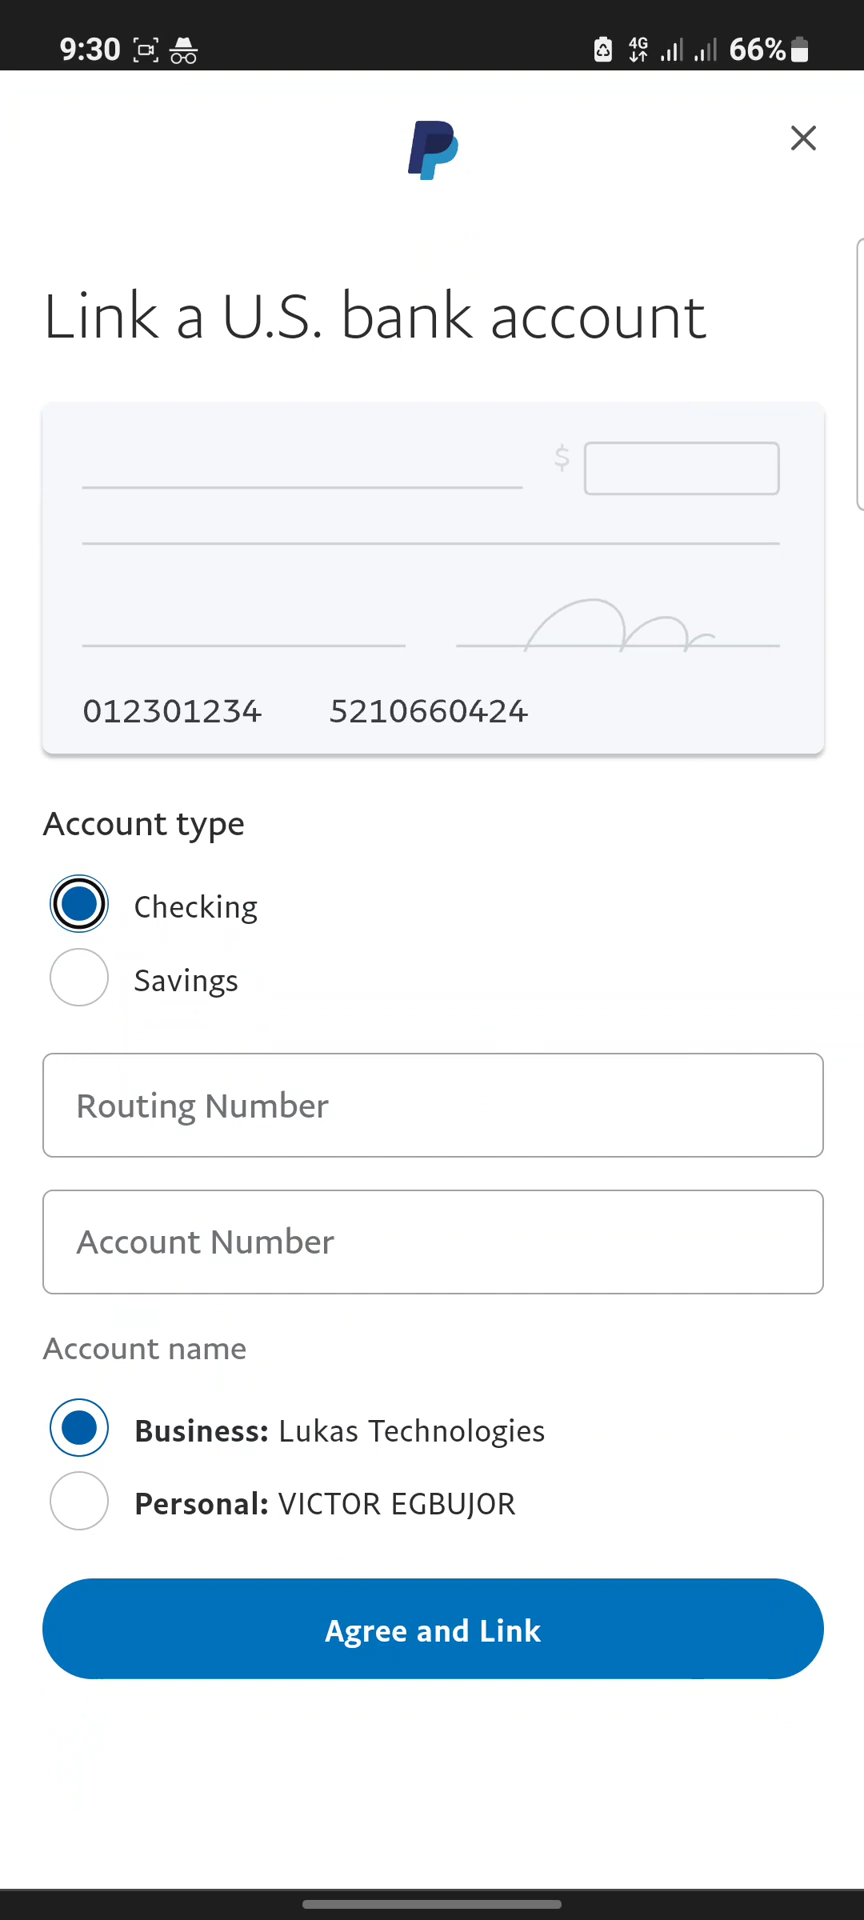 9:30 4G 66%
Link a U.S. bank account
$
012301234 5210660424
Account type
Checking
Savings
Routing Number
Account Number
Account name
Business: Lukas Technologies
Personal: VICTOR EGBUJOR
Agree and Link